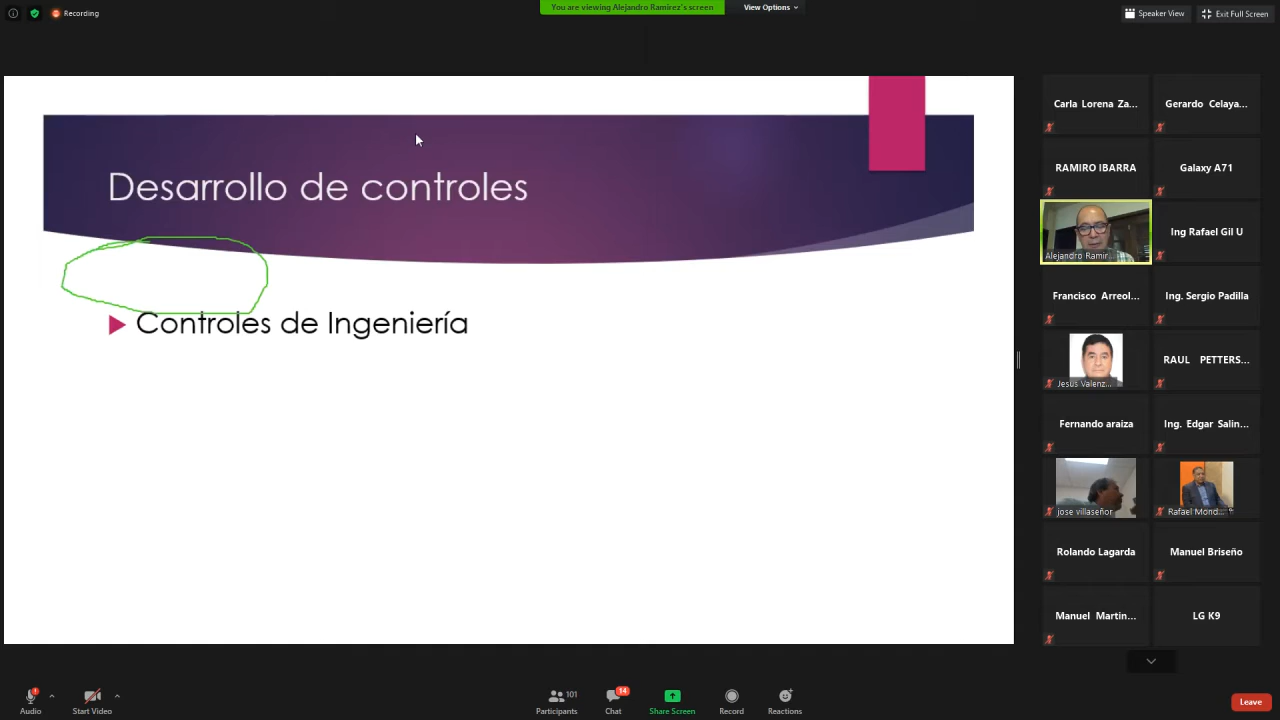 Recording
You are viewing Alejandro Ramirez's screen
View Options
Speaker View
Exit Full Screen
Desarrollo de controles
Controles de Ingeniería
Carla Lorena Za...
Gerardo Celaya...
RAMIRO IBARRA
Galaxy A71
Alejandro Ramir...
Ing Rafael Gil U
Francisco Arreol...
Ing. Sergio Padilla
Jesus Valenz...
RAUL PETTERS...
Fernando araiza
Ing. Edgar Salin...
jose villaseñor
Rafael Mond...
Rolando Lagarda
Manuel Briseño
Manuel Martin...
LG K9
Audio
Start Video
101
Participants
14
Chat
Share Screen
Record
Reactions
Leave